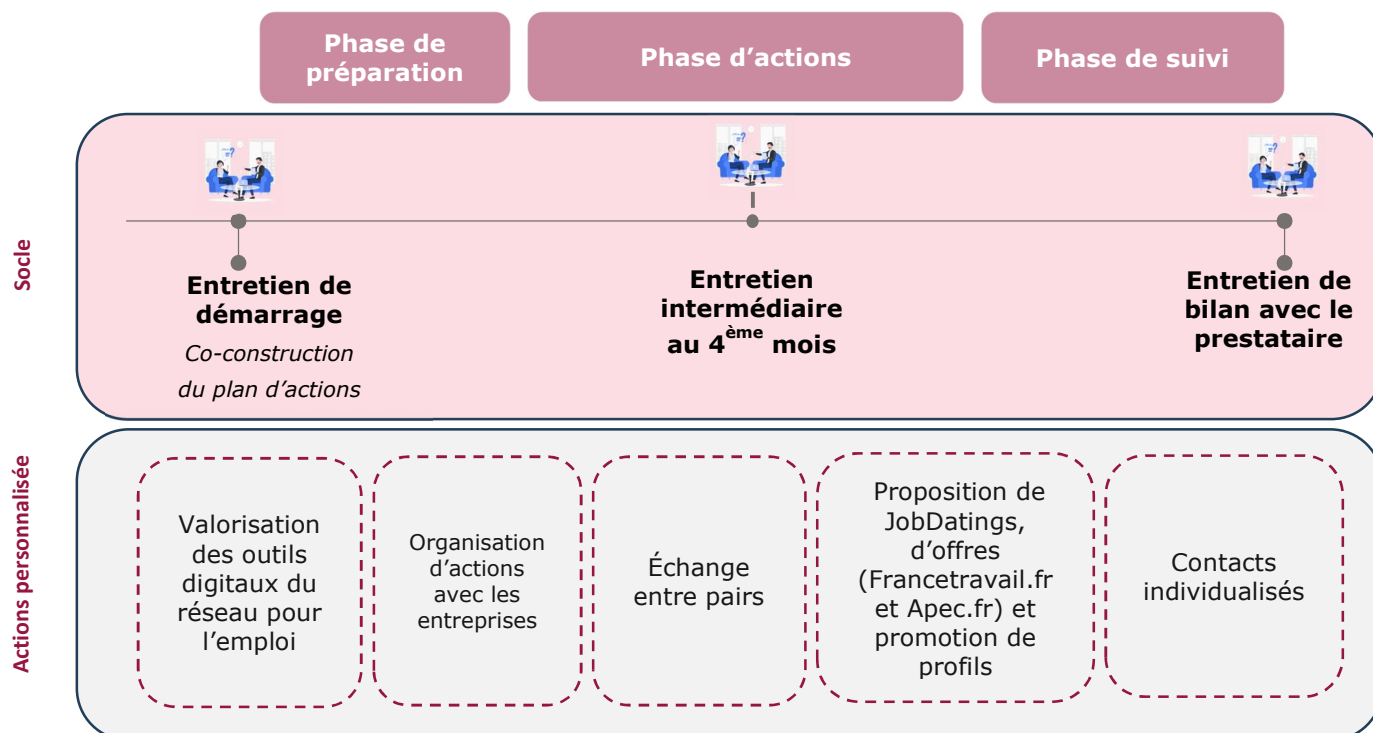 Phase de
préparation
Phase d’actions
Phase de suivi
Socle
Entretien de
démarrage
Co-construction
du plan d’actions
Entretien
intermédiaire
au 4ème mois
Entretien de
bilan avec le
prestataire
Actions personnalisée
Valorisation
des outils
digitaux du
réseau pour
l’emploi
Organisation
d’actions
avec les
entreprises
Échange
entre pairs
Proposition de
JobDatings,
d’offres
(Francetravail.fr
et Apec.fr) et
promotion de
profils
Contacts
individualisés